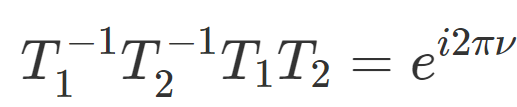 $T_1^{-1} T_2^{-1} T_1 T_2 = e^{i2\pi\nu}$